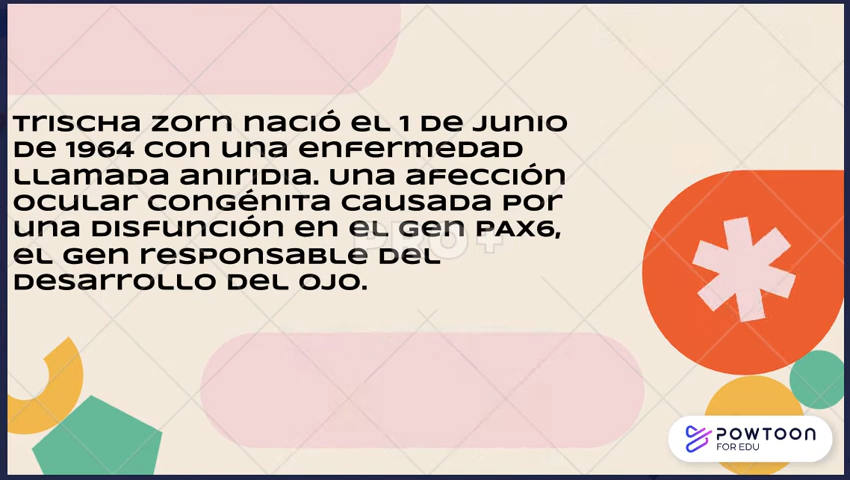 Trischa Zorn nació el 1 de junio
de 1964 con una enfermedad
llamada aniridia. Una afección
ocular congénita causada por
una disfunción en el gen PAX6,
el gen responsable del
desarrollo del ojo.
PRO+
POWTOON
FOR EDU